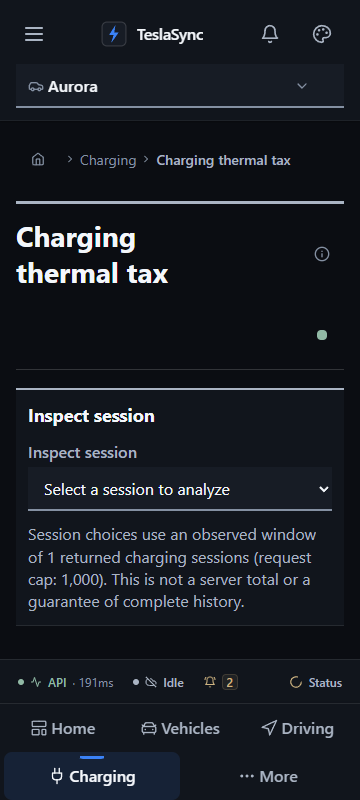 TeslaSync
Aurora
Charging
Charging thermal tax
Charging
thermal tax
Inspect session
Inspect session
Select a session to analyze
Session choices use an observed window
of 1 returned charging sessions (request
cap: 1,000). This is not a server total or a
guarantee of complete history.
API · 191ms
Idle
2
Status
Home
Vehicles
Driving
Charging
More